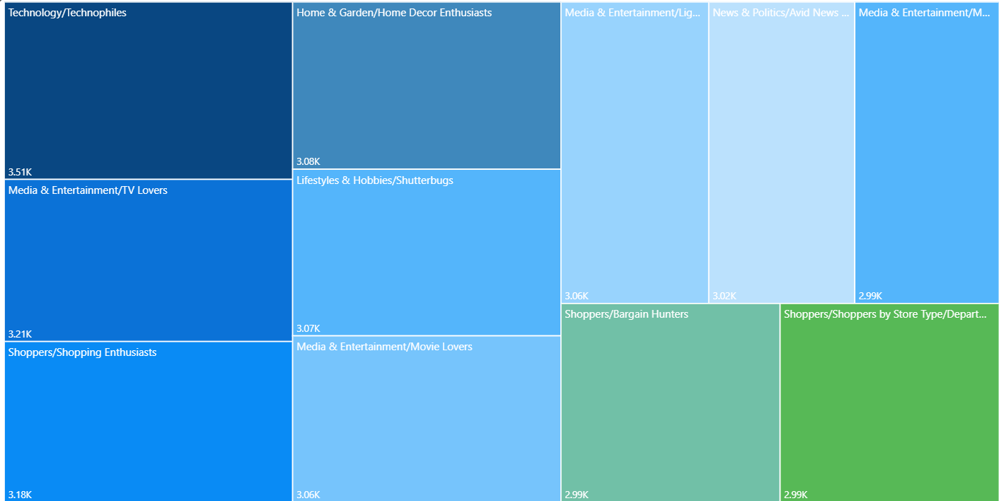 Technology/Technophiles
3.51K
Media & Entertainment/TV Lovers
3.21K
Shoppers/Shopping Enthusiasts
3.18K
Home & Garden/Home Decor Enthusiasts
3.08K
Lifestyles & Hobbies/Shutterbugs
3.07K
Media & Entertainment/Movie Lovers
3.06K
Media & Entertainment/Lig...
3.06K
News & Politics/Avid News ...
3.02K
Media & Entertainment/M...
2.99K
Shoppers/Bargain Hunters
2.99K
Shoppers/Shoppers by Store Type/Depart...
2.99K